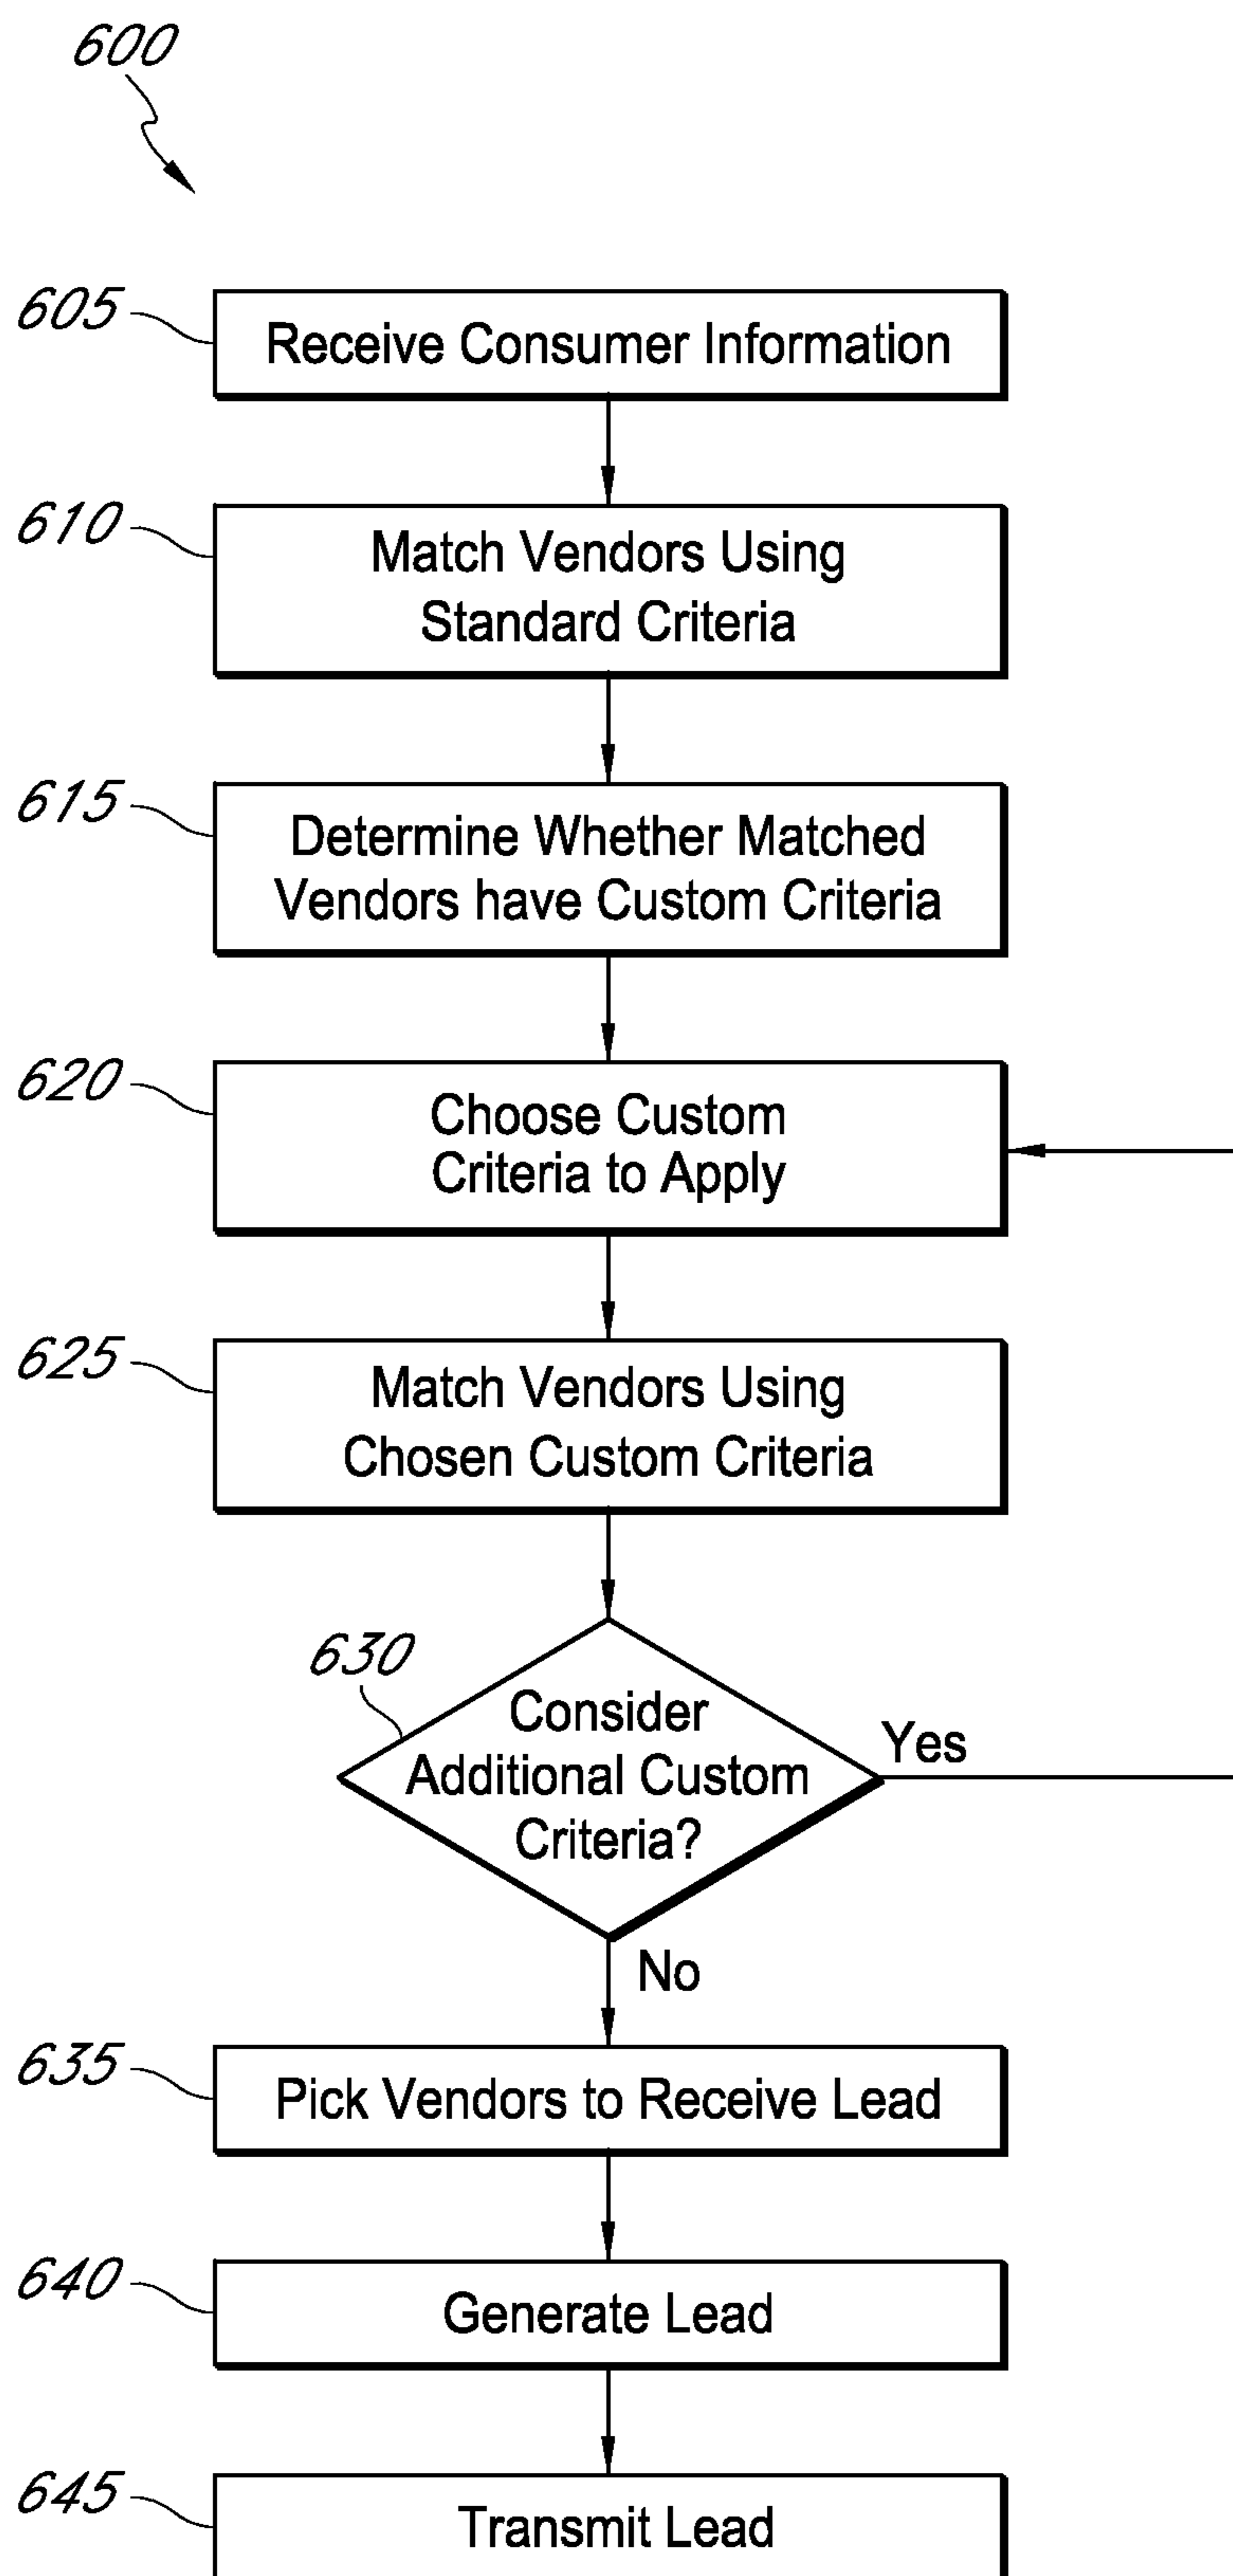 600
605
Receive Consumer Information
610
Match Vendors Using
Standard Criteria
615
Determine Whether Matched
Vendors have Custom Criteria
620
Choose Custom
Criteria to Apply
625
Match Vendors Using
Chosen Custom Criteria
630
Consider
Additional Custom
Criteria?
Yes
No
635
Pick Vendors to Receive Lead
640
Generate Lead
645
Transmit Lead